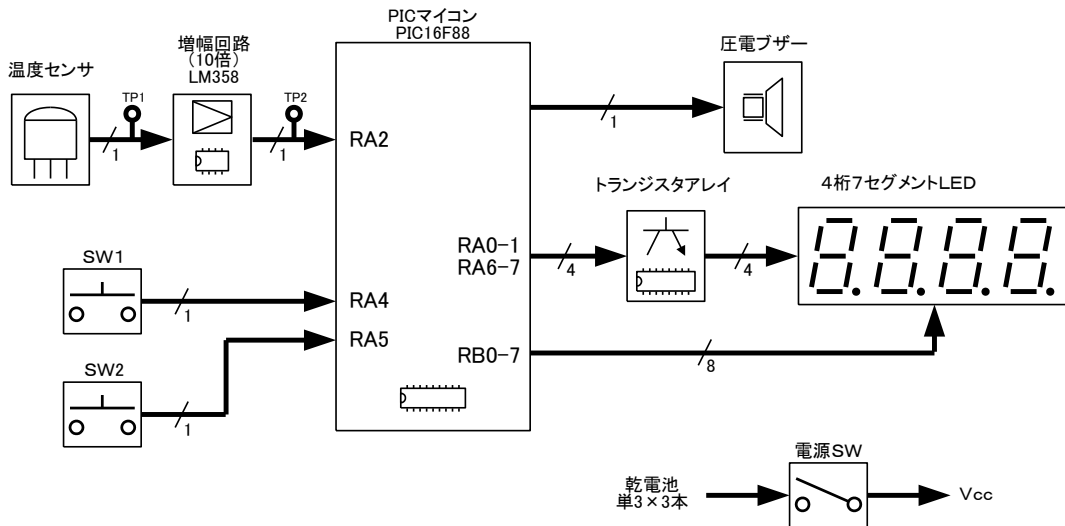 PICマイコン
PIC16F88
増幅回路
（10倍）
LM358
圧電ブザー
温度センサ
TP1
TP2
1
1
RA2
1
トランジスタアレイ
4桁7セグメントLED
RA0-1
RA6-7
4
4
SW1
1
RA4
RA5
RB0-7
8
SW2
1
電源SW
乾電池
単3×3本
Vcc